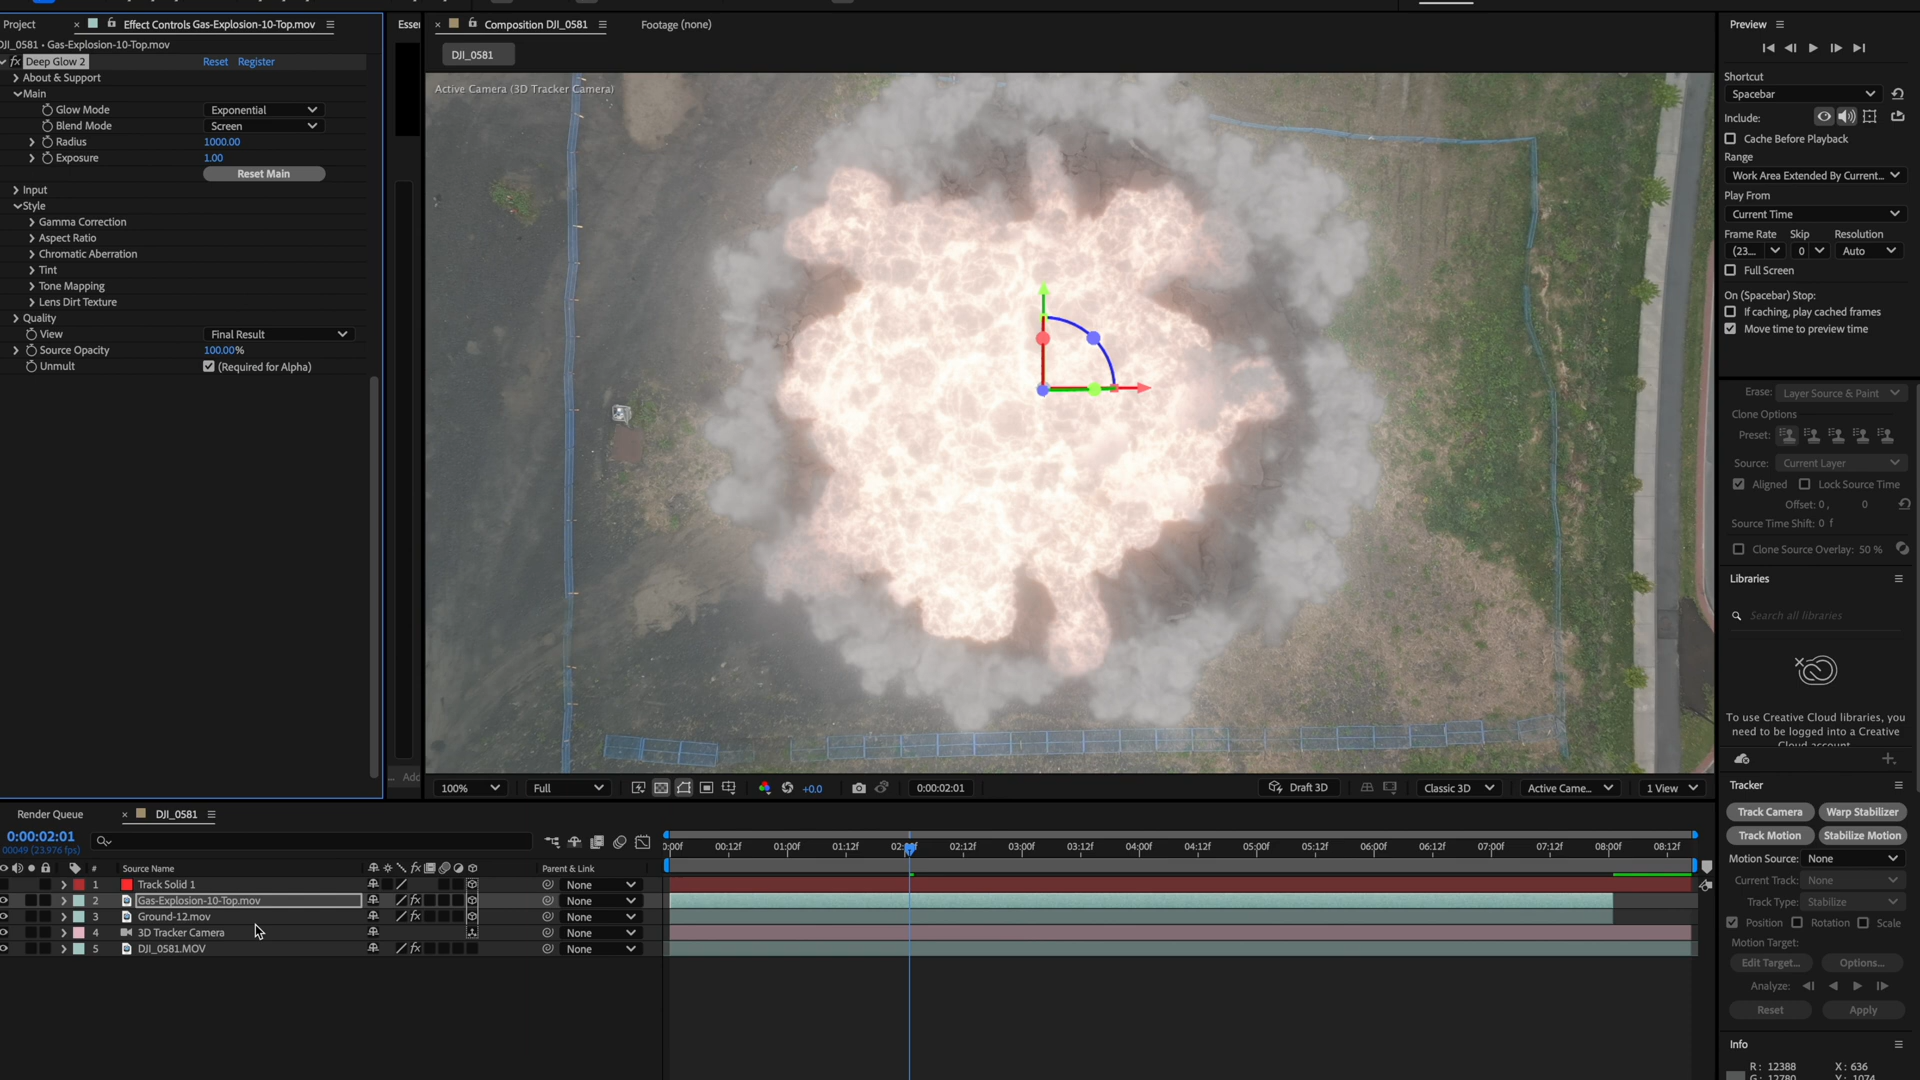 Project
× Effect Controls Gas-Explosion-10-Top.mov
DJI_0581 • Gas-Explosion-10-Top.mov
fx Deep Glow 2 Reset Register
About & Support
Main
Glow Mode Exponential
Blend Mode Screen
Radius 1000.00
Exposure 1.00
Reset Main
Input
Style
Gamma Correction
Aspect Ratio
Chromatic Aberration
Tint
Tone Mapping
Lens Dirt Texture
Quality
View Final Result
Source Opacity 100.00%
Unmult (Required for Alpha)
Esser
Composition DJI_0581
Footage (none)
DJI_0581
Active Camera (3D Tracker Camera)
100% Full +0.0 0:00:02:01 Draft 3D Classic 3D Active Came... 1 View
Preview
Shortcut
Spacebar
Include:
Cache Before Playback
Range
Work Area Extended By Current...
Play From
Current Time
Frame Rate Skip Resolution
(23... 0 Auto
Full Screen
On (Spacebar) Stop:
If caching, play cached frames
Move time to preview time
Erase: Layer Source & Paint
Clone Options
Preset:
Source: Current Layer
Aligned Lock Source Time
Offset: 0 , 0
Source Time Shift: 0 f
Clone Source Overlay: 50 %
Libraries
Search all libraries
To use Creative Cloud libraries, you
need to be logged into a Creative
Cloud account
Tracker
Track Camera Warp Stabilizer
Track Motion Stabilize Motion
Motion Source: None
Current Track: None
Track Type: Stabilize
Position Rotation Scale
Motion Target:
Edit Target... Options...
Analyze:
Reset Apply
Info
R: 12388 X: 636
G: 12780 Y: 1074
Render Queue × DJI_0581
0:00:02:01
00049 (23.976 fps)
# Source Name Parent & Link
1 Track Solid 1 None
2 Gas-Explosion-10-Top.mov fx None
3 Ground-12.mov fx None
4 3D Tracker Camera None
5 DJI_0581.MOV fx None
0:00f 00:12f 01:00f 01:12f 02:00f 02:12f 03:00f 03:12f 04:00f 04:12f 05:00f 05:12f 06:00f 06:12f 07:00f 07:12f 08:00f 08:12f